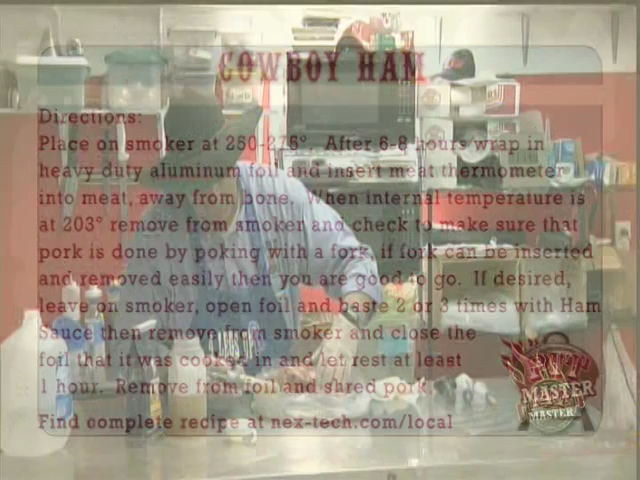 COWBOY HAM
Directions:
Place on smoker at 250-275°. After 6-8 hours wrap in
heavy duty aluminum foil and insert meat thermometer
into meat, away from bone. When internal temperature is
at 203° remove from smoker and check to make sure that
pork is done by poking with a fork, if fork can be inserted
and removed easily then you are good to go. If desired,
leave on smoker, open foil and baste 2 or 3 times with Ham
Sauce then remove from smoker and close the
foil that it was cooked in and let rest at least
1 hour. Remove from foil and shred pork.
Find complete recipe at nex-tech.com/local
PIT
MASTER
MASTER